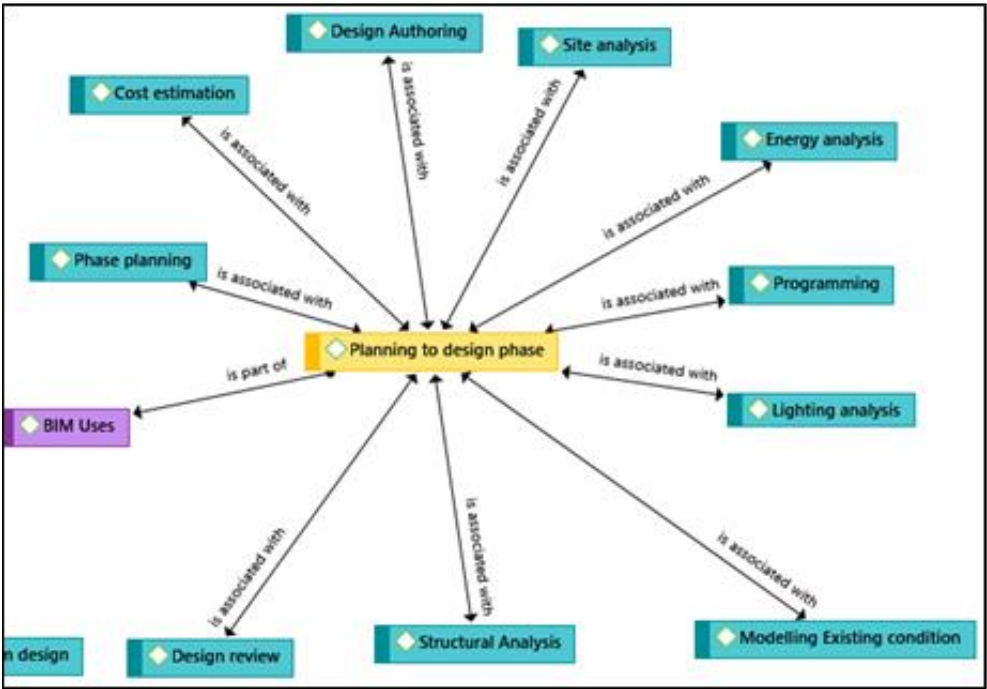 Design Authoring
Site analysis
Cost estimation
is associated with
is associated with
is associated with
Energy analysis
is associated with
is associated with
Phase planning
is associated with
Programming
is associated with
Planning to design phase
is part of
is associated with
BIM Uses
Lighting analysis
is associated with
is associated with
is associated with
n design
Design review
Structural Analysis
Modelling Existing condition